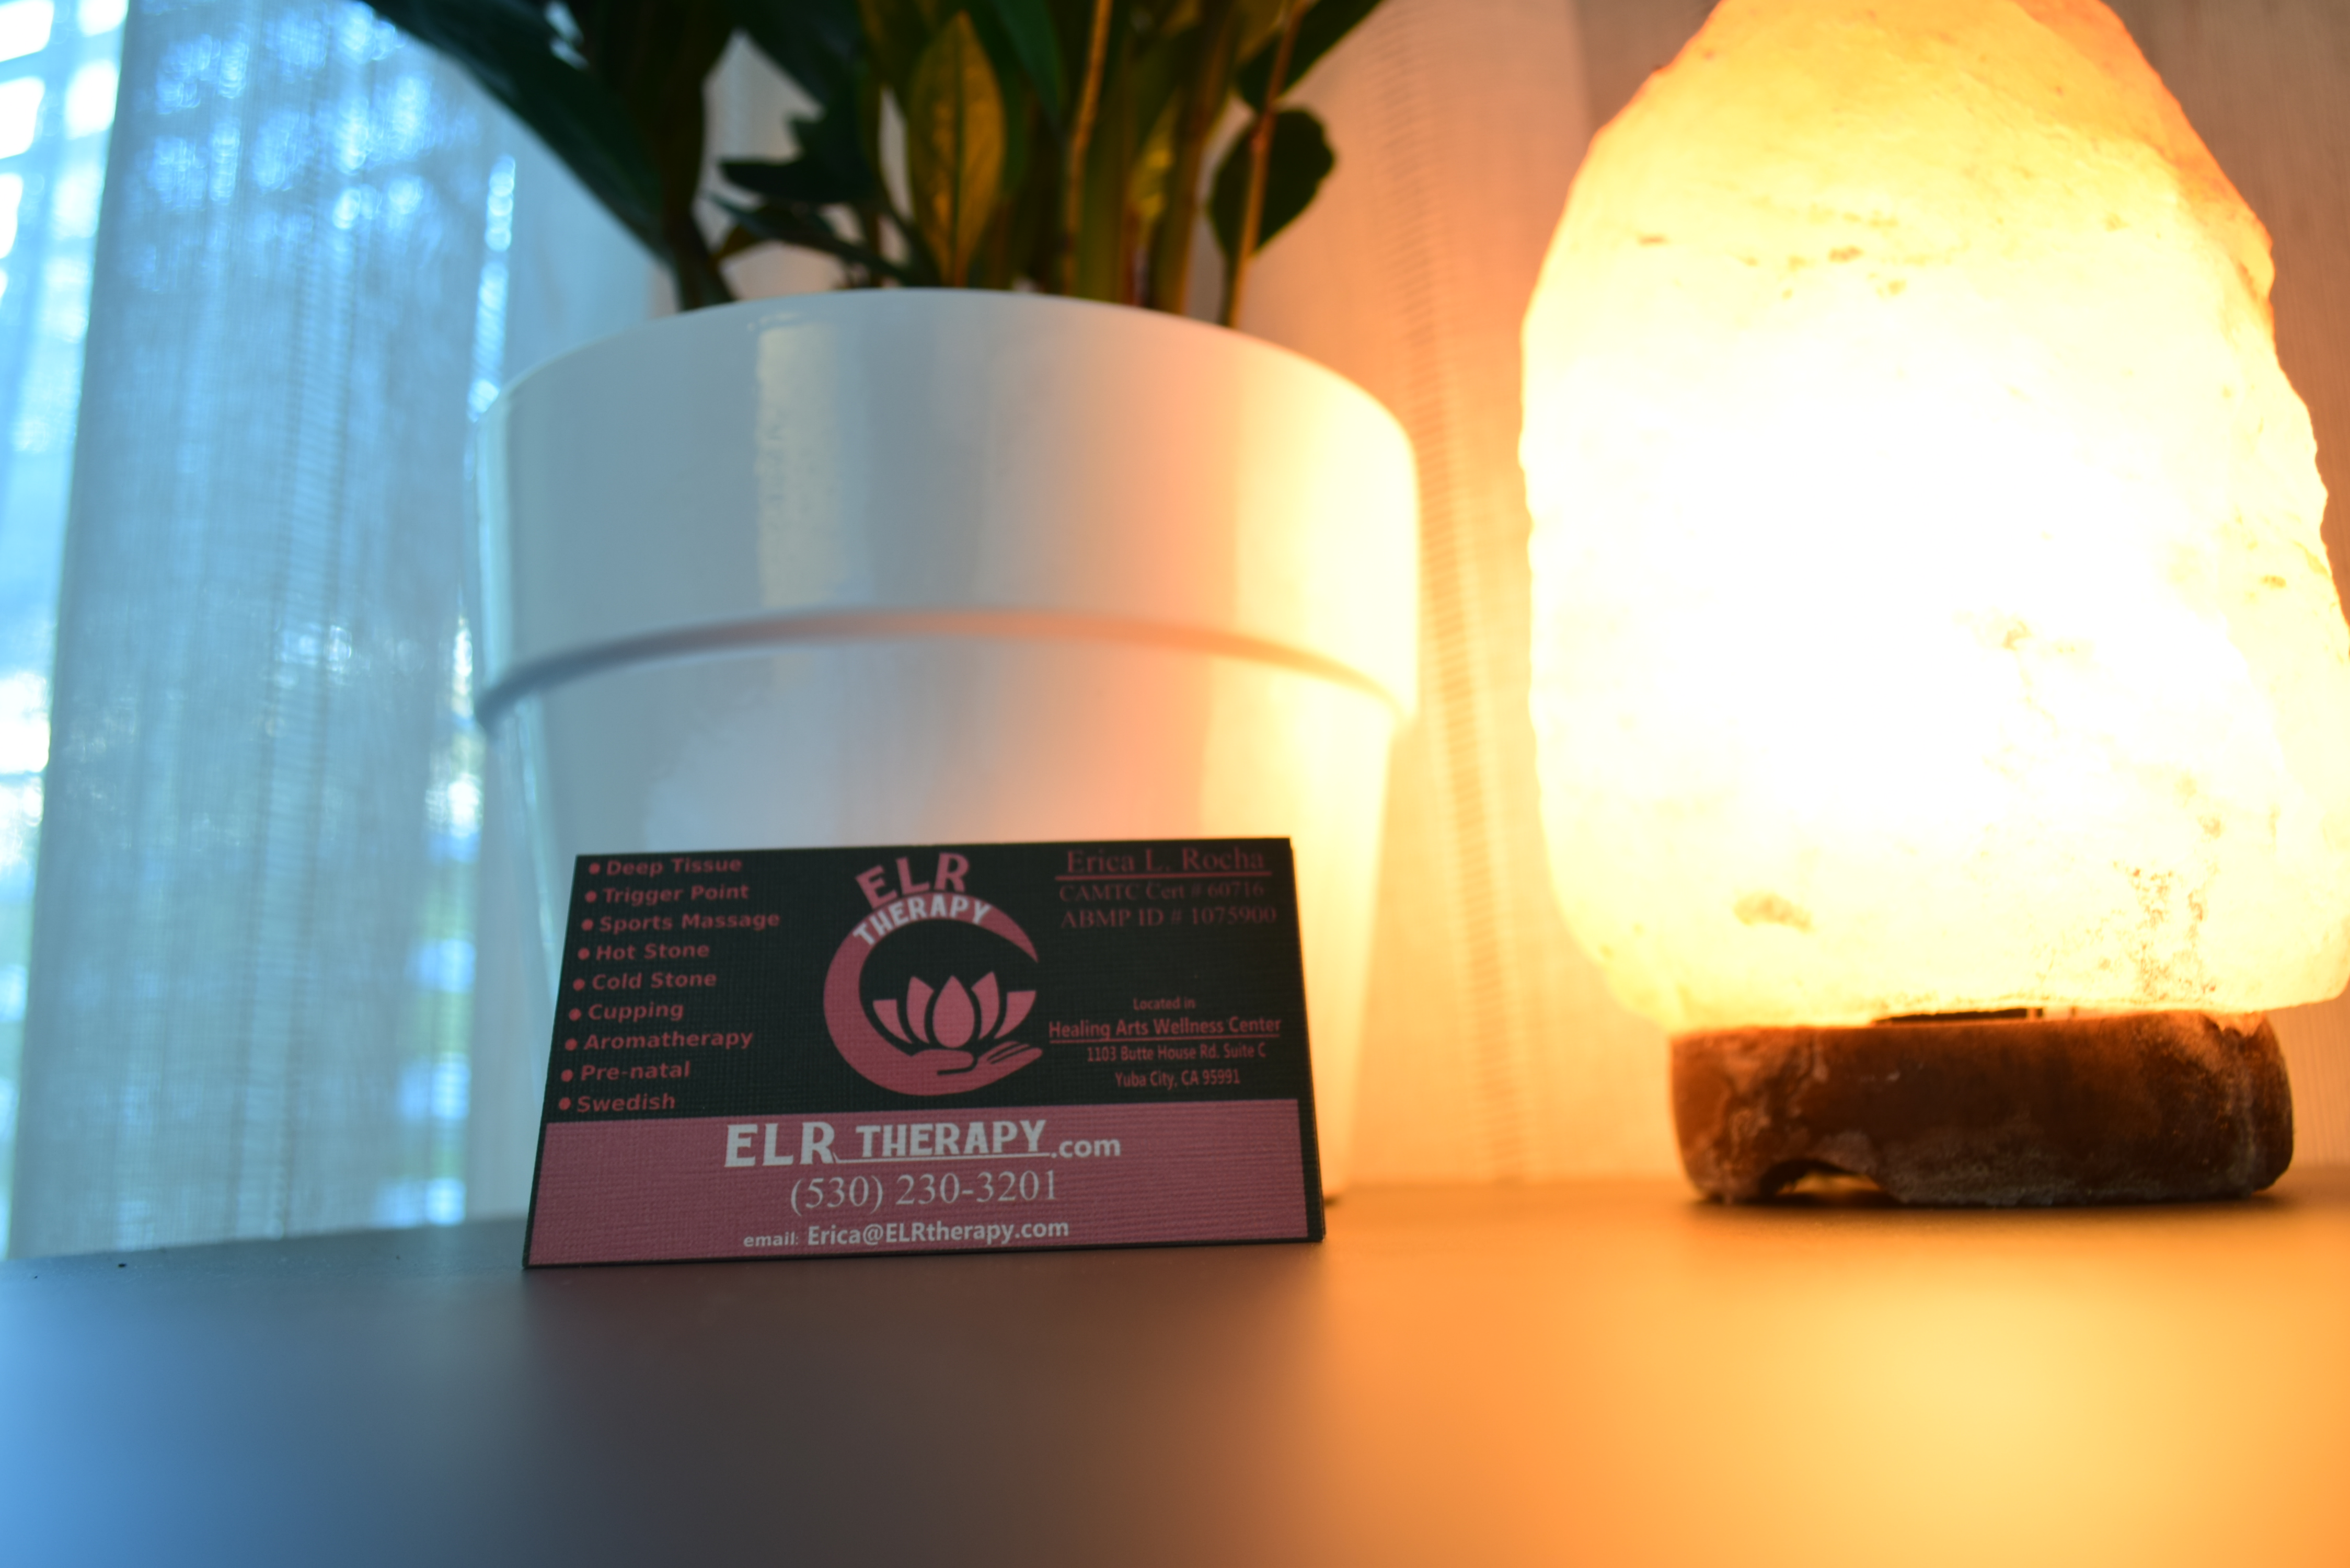 • Deep Tissue
• Trigger Point
• Sports Massage
• Hot Stone
• Cold Stone
• Cupping
• Aromatherapy
• Pre-natal
• Swedish
ELR
THERAPY
Erica L. Rocha
CAMTC Cert # 60716
ABMP ID # 1075900
Located in
Healing Arts Wellness Center
1103 Butte House Rd. Suite C
Yuba City, CA 95991
ELR THERAPY.com
(530) 230-3201
email: Erica@ELRtherapy.com